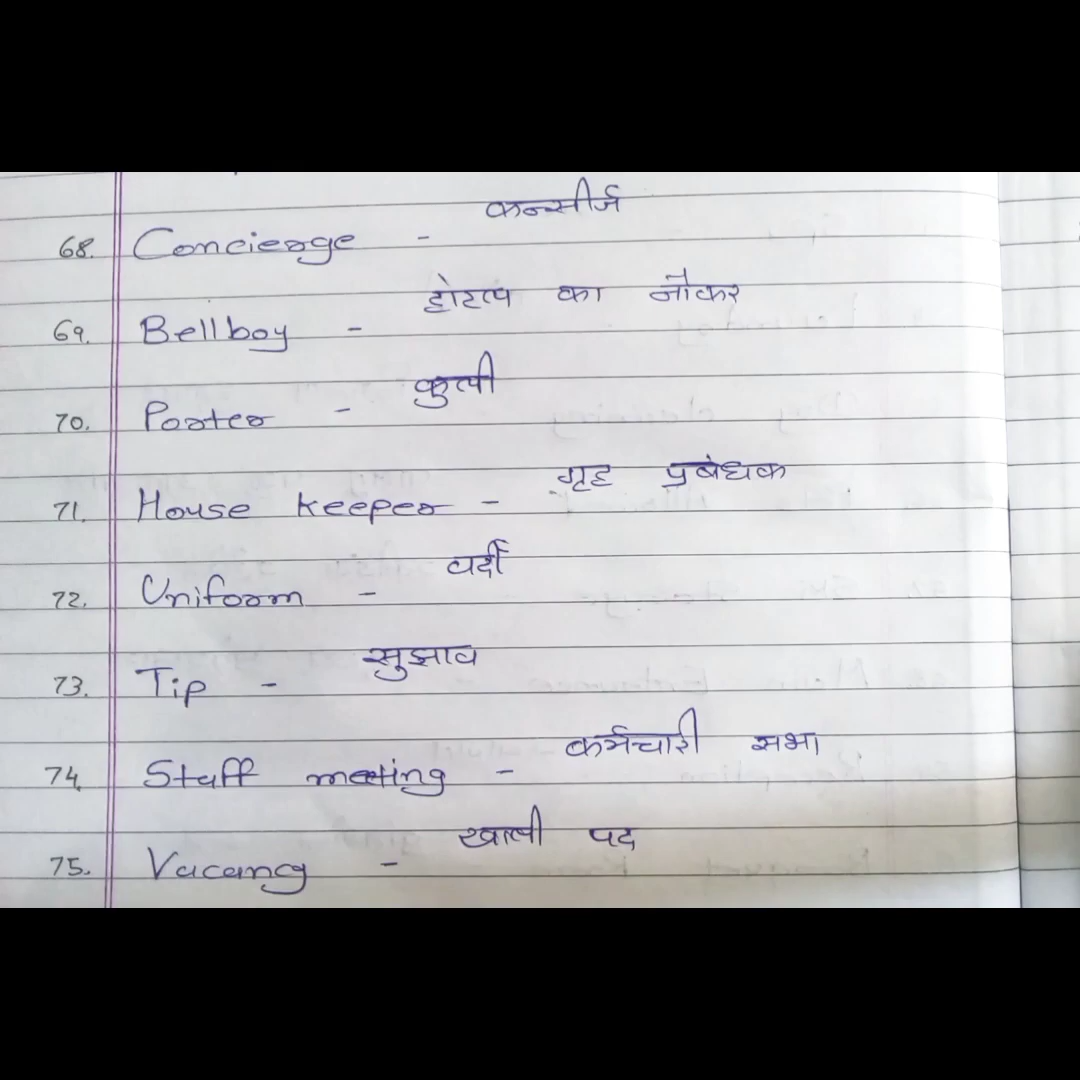 68. Concierge - कन्सीर्ज
69. Bellboy - होटल का नौकर
70. Porter - कुली
71. House keeper - गृह प्रबंधक
72. Uniform - वर्दी
73. Tip - सुझाव
74. Staff meeting - कर्मचारी सभा
75. Vacancy - खाली पद